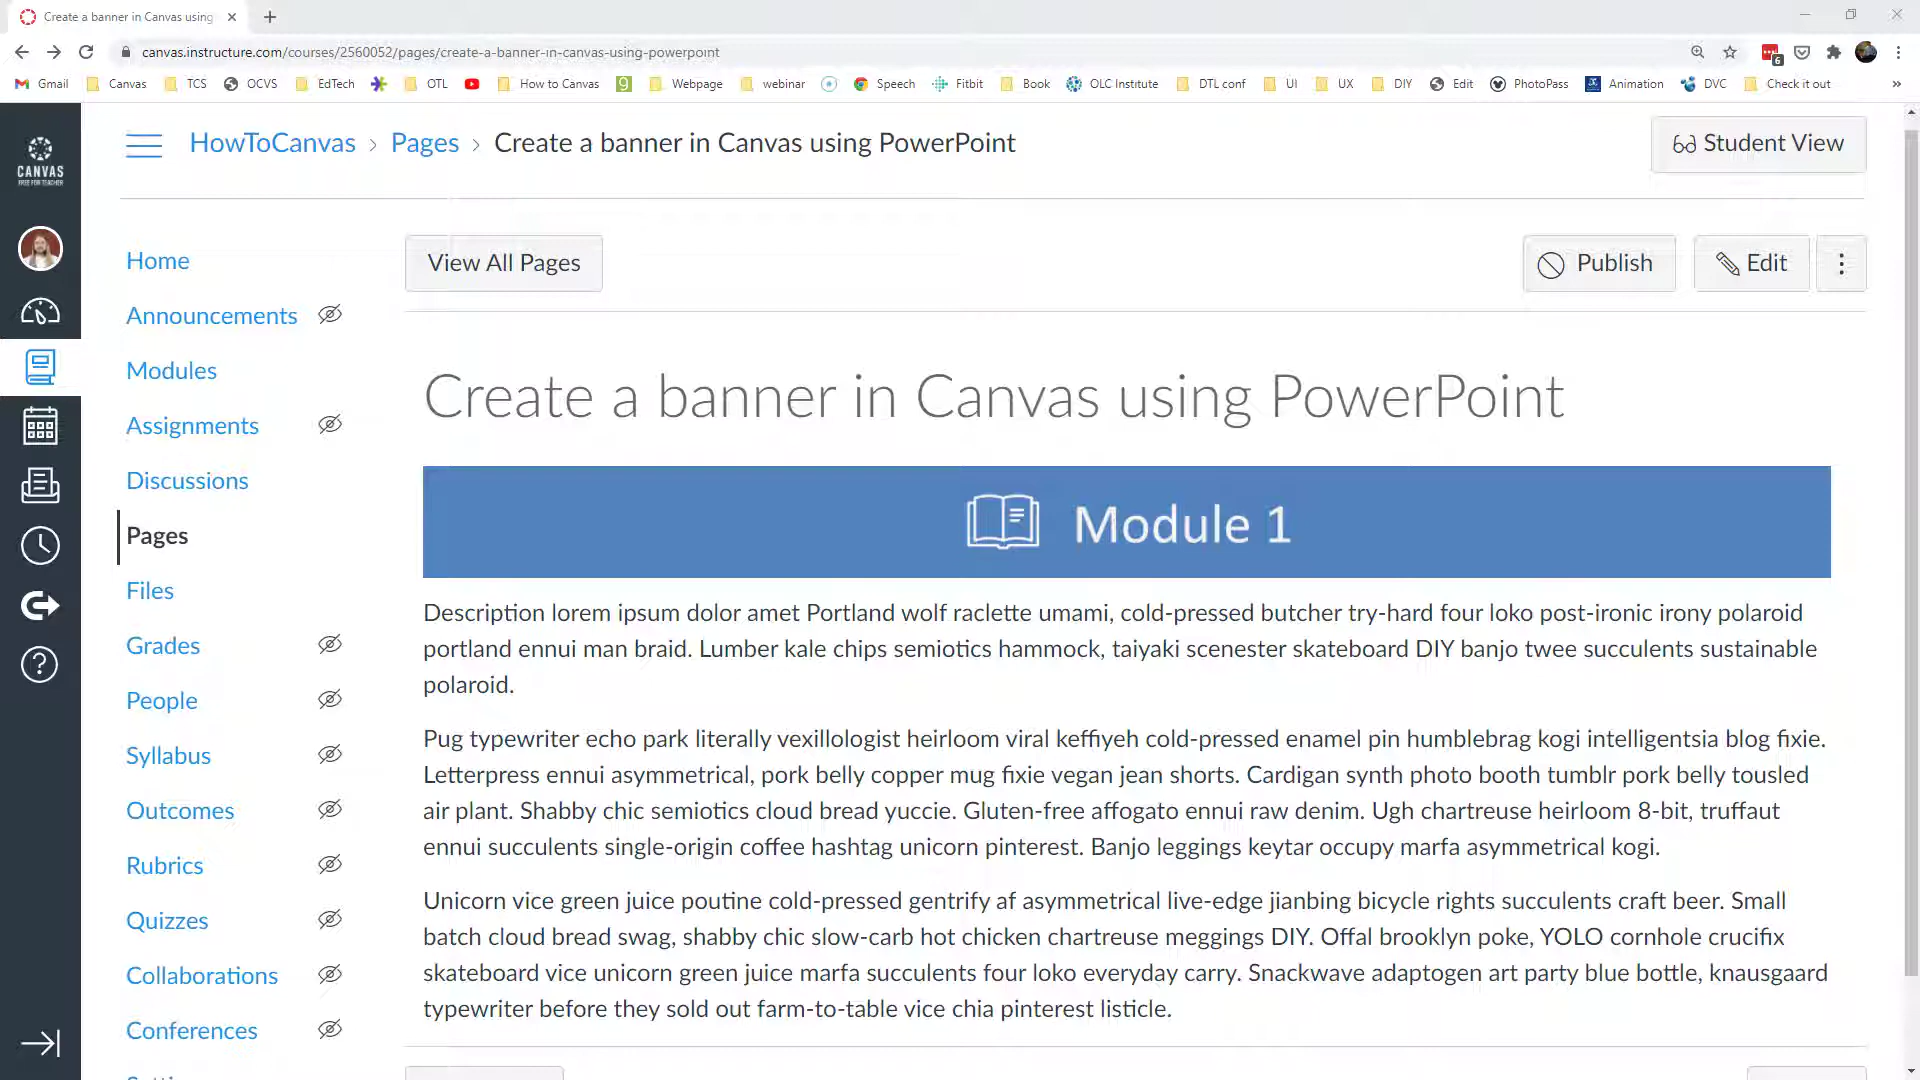 Create a banner in Canvas using
canvas.instructure.com/courses/2560052/pages/create-a-banner-in-canvas-using-powerpoint
6
Gmail Canvas TCS OCVS EdTech OTL How to Canvas 9 Webpage webinar Speech Fitbit Book OLC Institute DTL conf UI UX DIY Edit PhotoPass Animation DVC Check it out »
CANVAS
FREE FOR TEACHER
HowToCanvas › Pages › Create a banner in Canvas using PowerPoint
Student View
Home
Announcements
Modules
Assignments
Discussions
Pages
Files
Grades
People
Syllabus
Outcomes
Rubrics
Quizzes
Collaborations
Conferences
View All Pages
Publish
Edit
Create a banner in Canvas using PowerPoint
Module 1
Description lorem ipsum dolor amet Portland wolf raclette umami, cold-pressed butcher try-hard four loko post-ironic irony polaroid
portland ennui man braid. Lumber kale chips semiotics hammock, taiyaki scenester skateboard DIY banjo twee succulents sustainable
polaroid.
Pug typewriter echo park literally vexillologist heirloom viral keffiyeh cold-pressed enamel pin humblebrag kogi intelligentsia blog fixie.
Letterpress ennui asymmetrical, pork belly copper mug fixie vegan jean shorts. Cardigan synth photo booth tumblr pork belly tousled
air plant. Shabby chic semiotics cloud bread yuccie. Gluten-free affogato ennui raw denim. Ugh chartreuse heirloom 8-bit, truffaut
ennui succulents single-origin coffee hashtag unicorn pinterest. Banjo leggings keytar occupy marfa asymmetrical kogi.
Unicorn vice green juice poutine cold-pressed gentrify af asymmetrical live-edge jianbing bicycle rights succulents craft beer. Small
batch cloud bread swag, shabby chic slow-carb hot chicken chartreuse meggings DIY. Offal brooklyn poke, YOLO cornhole crucifix
skateboard vice unicorn green juice marfa succulents four loko everyday carry. Snackwave adaptogen art party blue bottle, knausgaard
typewriter before they sold out farm-to-table vice chia pinterest listicle.